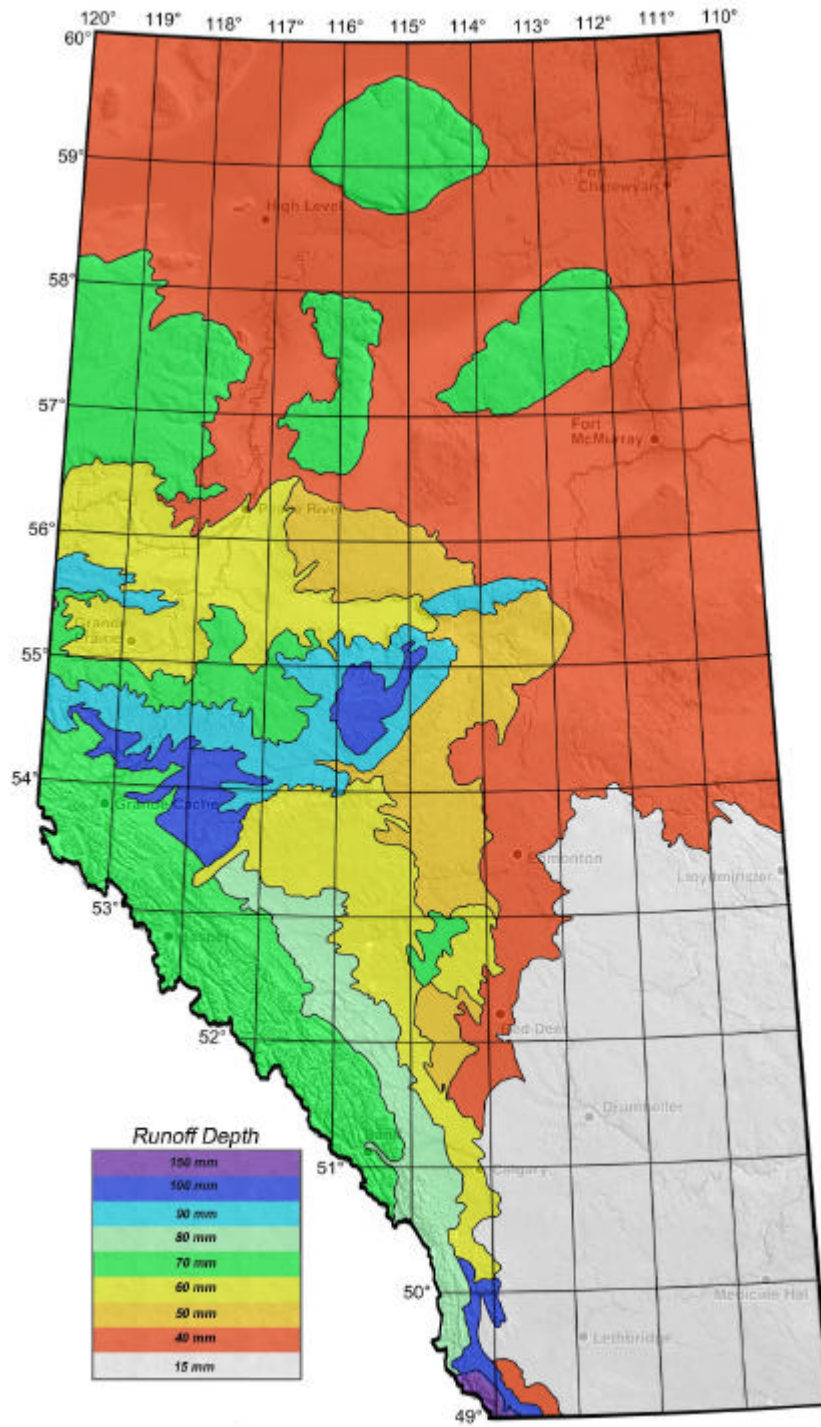 120° 119° 118° 117° 116° 115° 114° 113° 112° 111° 110°
60°
59°
Fort
Chipewyan
High Level
58°
57°
Fort
McMurray
56°
Peace River
Grande
Prairie
55°
54°
Grande Cache
Edmonton
Lloydminster
53°
Jasper
52°
Red Deer
Drumheller
Runoff Depth
150 mm
100 mm
90 mm
80 mm
70 mm
60 mm
50 mm
40 mm
15 mm
Banff
51°
Calgary
50°
Medicine Hat
Lethbridge
49°